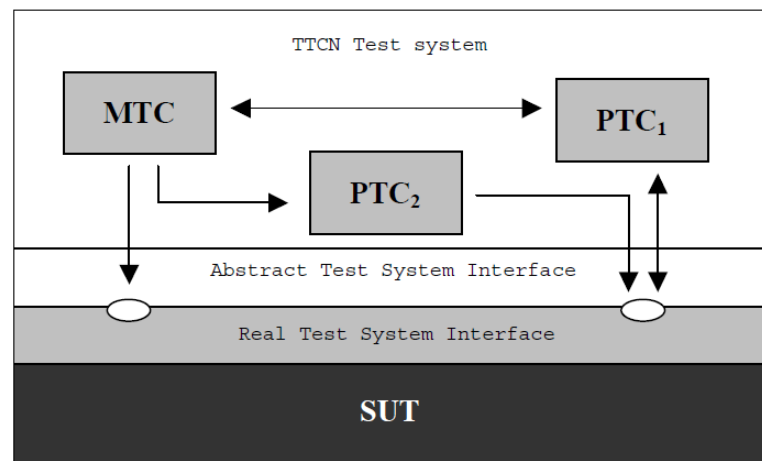 TTCN Test system
MTC
PTC₁
PTC₂
Abstract Test System Interface
Real Test System Interface
SUT